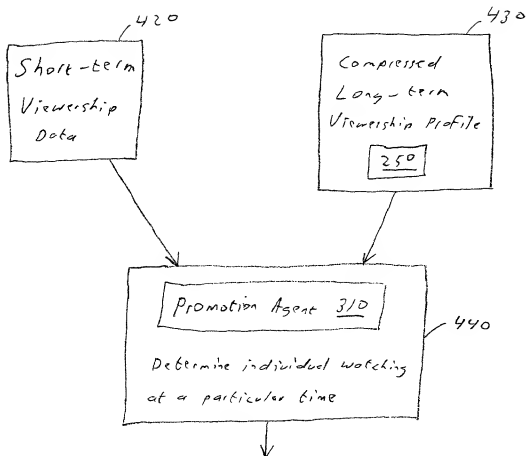 420
Short-term
Viewership
Data
430
Compressed
Long-term
Viewership Profile
250
Promotion Agent 310
440
Determine individual watching
at a particular time